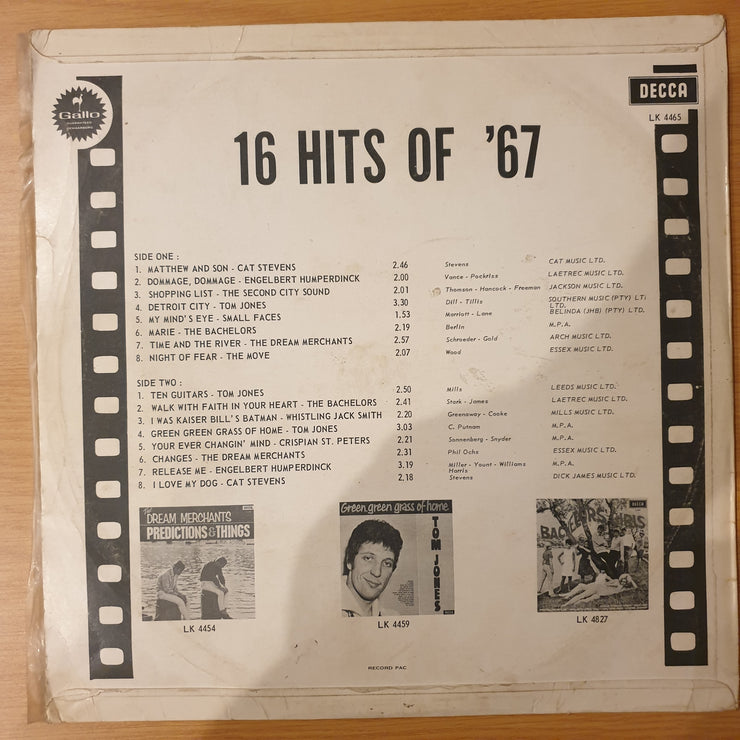 Gallo
GUARANTEED
DECCA
LK 4465
16 HITS OF '67
SIDE ONE :
1. MATTHEW AND SON - CAT STEVENS 2.46 Stevens CAT MUSIC LTD.
2. DOMMAGE, DOMMAGE - ENGELBERT HUMPERDINCK 2.00 Vance - Pockriss LAETREC MUSIC LTD.
3. SHOPPING LIST - THE SECOND CITY SOUND 2.01 Thomson - Hancock - Freeman JACKSON MUSIC LTD.
4. DETROIT CITY - TOM JONES 3.30 Dill - Tillis SOUTHERN MUSIC (PTY) LTD.
5. MY MIND'S EYE - SMALL FACES 1.53 Marriott - Lane BELINDA (JHB) (PTY) LTD.
6. MARIE - THE BACHELORS 2.19 Berlin M.P.A.
7. TIME AND THE RIVER - THE DREAM MERCHANTS 2.57 Schroeder - Gold ARCH MUSIC LTD.
8. NIGHT OF FEAR - THE MOVE 2.07 Wood ESSEX MUSIC LTD.
SIDE TWO :
1. TEN GUITARS - TOM JONES 2.50 Mills LEEDS MUSIC LTD.
2. WALK WITH FAITH IN YOUR HEART - THE BACHELORS 2.41 Stark - James LAETREC MUSIC LTD.
3. I WAS KAISER BILL'S BATMAN - WHISTLING JACK SMITH 2.20 Greenaway - Cooke MILLS MUSIC LTD.
4. GREEN GREEN GRASS OF HOME - TOM JONES 3.03 C. Putnam M.P.A.
5. YOUR EVER CHANGIN' MIND - CRISPIAN ST. PETERS 2.21 Sonnenberg - Snyder M.P.A.
6. CHANGES - THE DREAM MERCHANTS 2.31 Phil Ochs ESSEX MUSIC LTD.
7. RELEASE ME - ENGELBERT HUMPERDINCK 3.19 Miller - Yount - Williams M.P.A.
Harris
8. I LOVE MY DOG - CAT STEVENS 2.18 Stevens DICK JAMES MUSIC LTD.
DREAM MERCHANTS
PREDICTIONS & THINGS
LK 4454
Green, green grass of home
TOM JONES
LK 4459
LK 4827
RECORD PAC